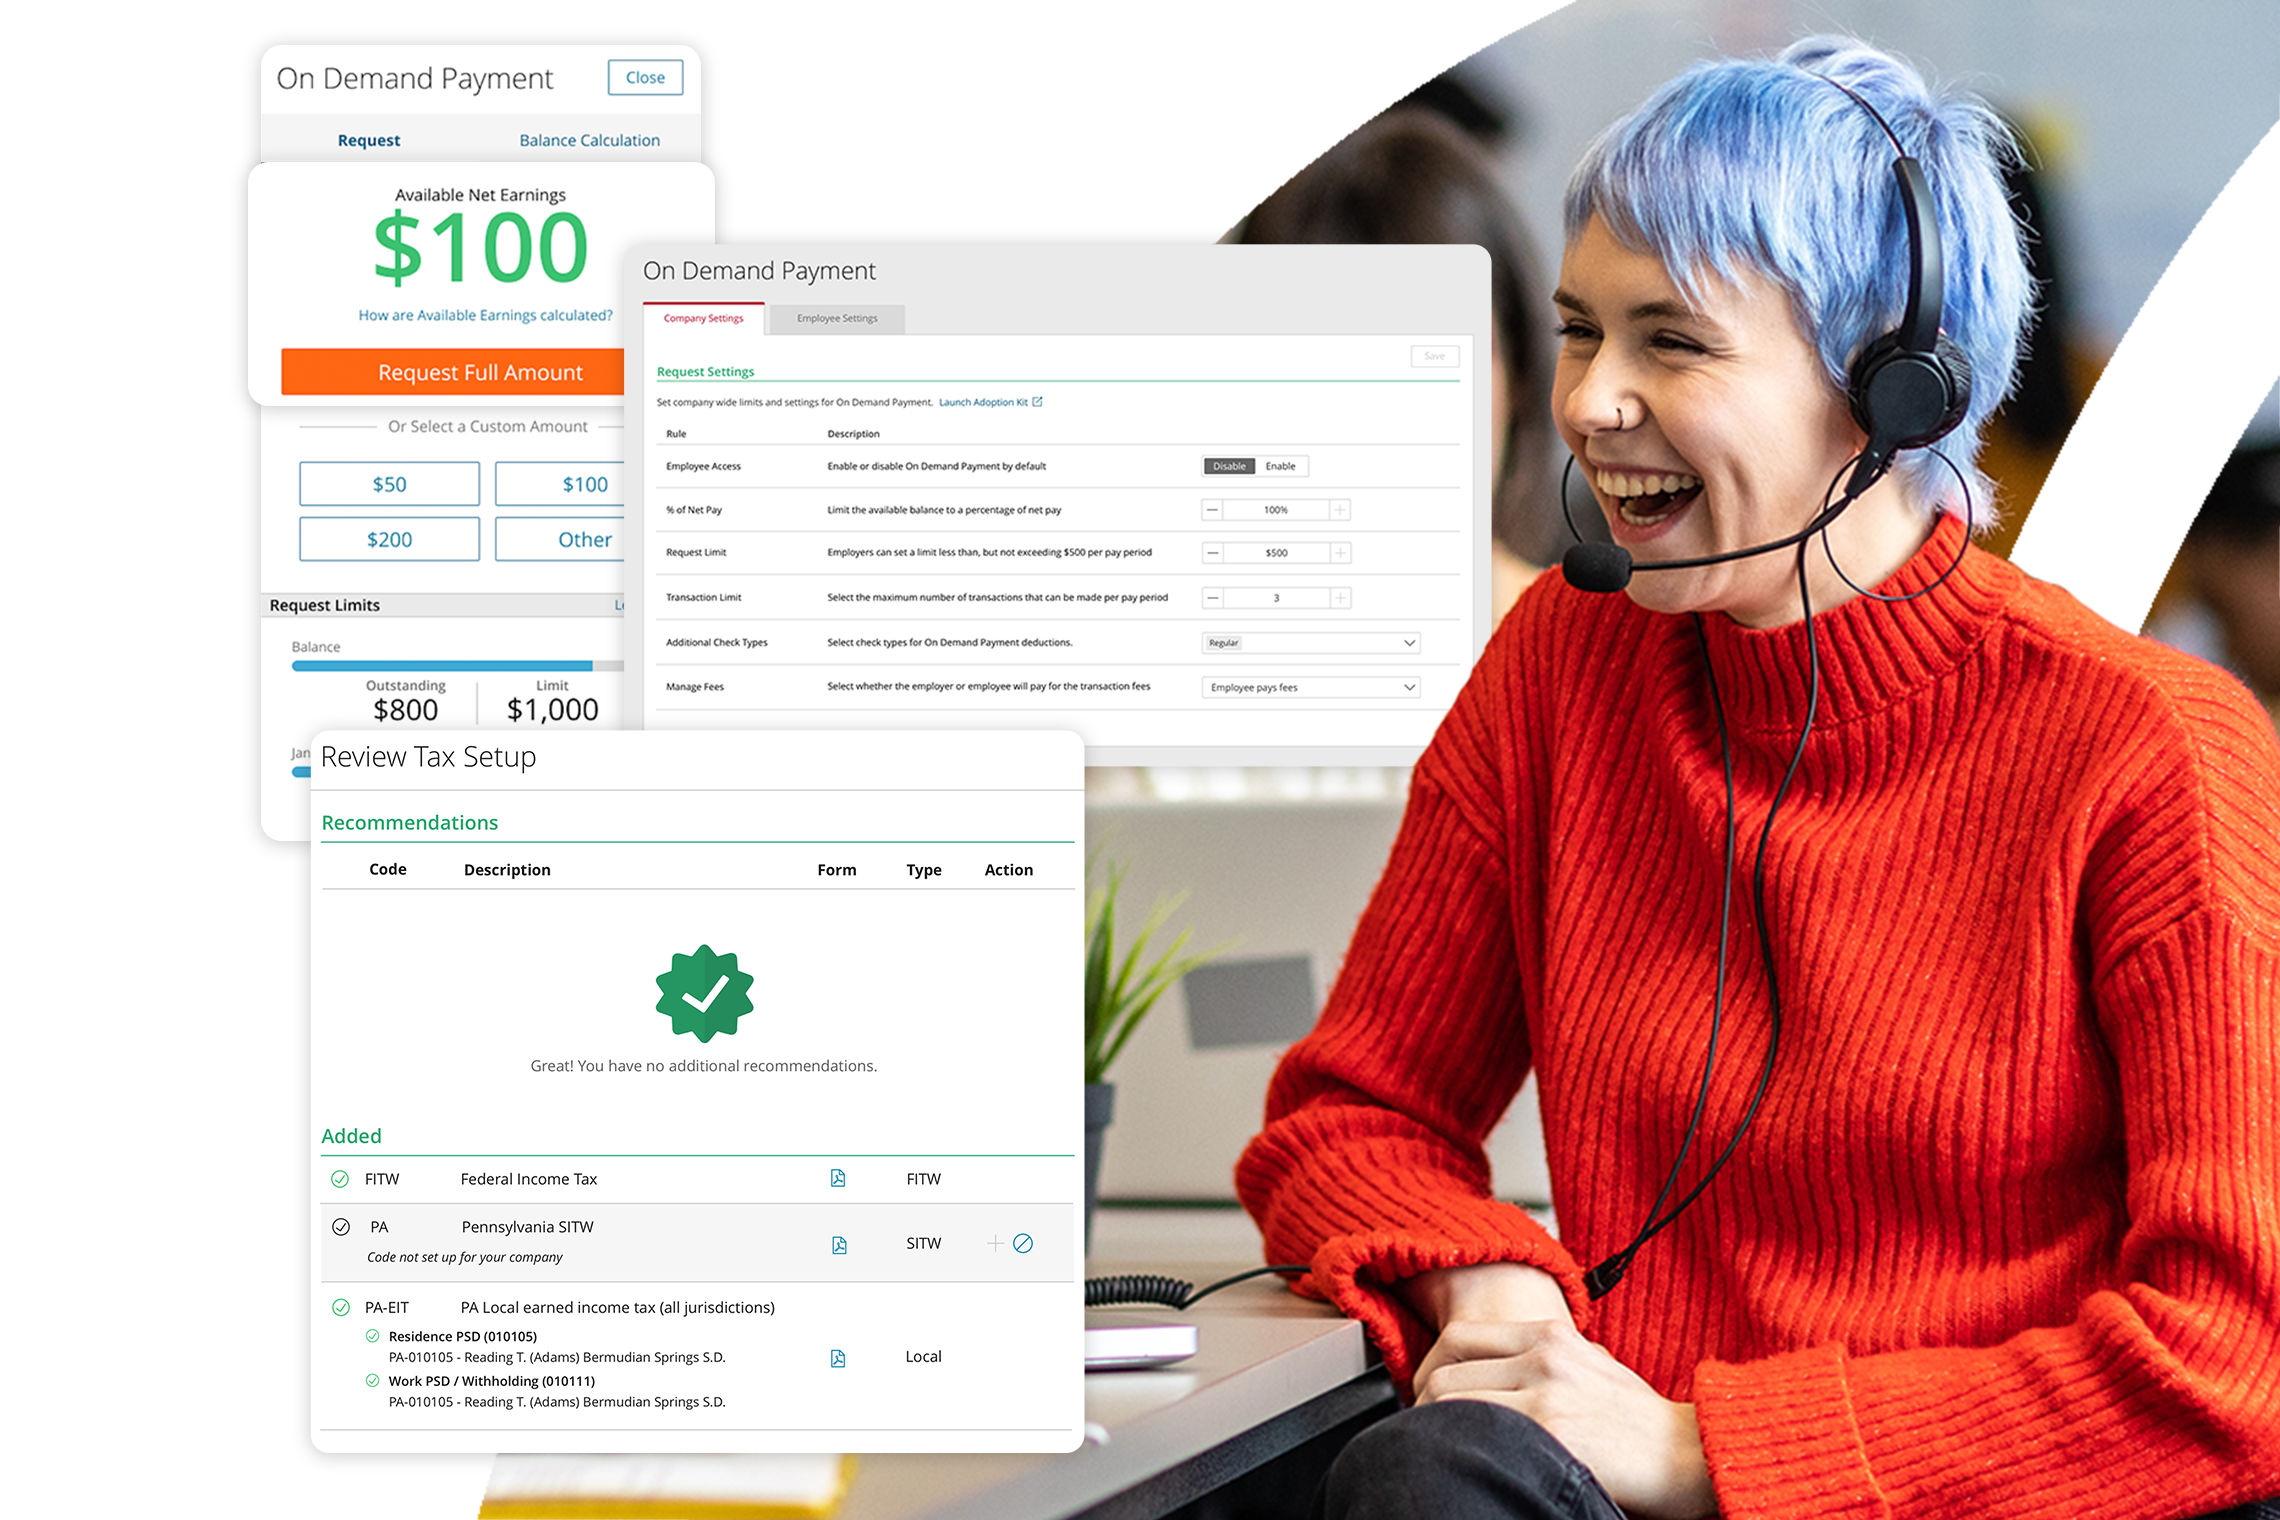 On Demand Payment
Close
Request
Balance Calculation
Available Net Earnings
$100
How are Available Earnings calculated?
Request Full Amount
Or Select a Custom Amount
$50
$100
$200
Other
Request Limits
Balance
Outstanding
Limit
$800
$1,000
Jan
On Demand Payment
Company Settings
Employee Settings
Save
Request Settings
Set company wide limits and settings for On Demand Payment. Launch Adoption Kit
Rule Description
Employee Access Enable or disable On Demand Payment by default Disable Enable
% of Net Pay Limit the available balance to a percentage of net pay — 100% +
Request Limit Employers can set a limit less than, but not exceeding $500 per pay period — $500 +
Transaction Limit Select the maximum number of transactions that can be made per pay period — 3 +
Additional Check Types Select check types for On Demand Payment deductions. Regular
Manage Fees Select whether the employer or employee will pay for the transaction fees Employee pays fees
Review Tax Setup
Recommendations
Code Description Form Type Action
Great! You have no additional recommendations.
Added
FITW Federal Income Tax FITW
PA Pennsylvania SITW SITW
Code not set up for your company
PA-EIT PA Local earned income tax (all jurisdictions)
Residence PSD (010105)
PA-010105 - Reading T. (Adams) Bermudian Springs S.D. Local
Work PSD / Withholding (010111)
PA-010105 - Reading T. (Adams) Bermudian Springs S.D.